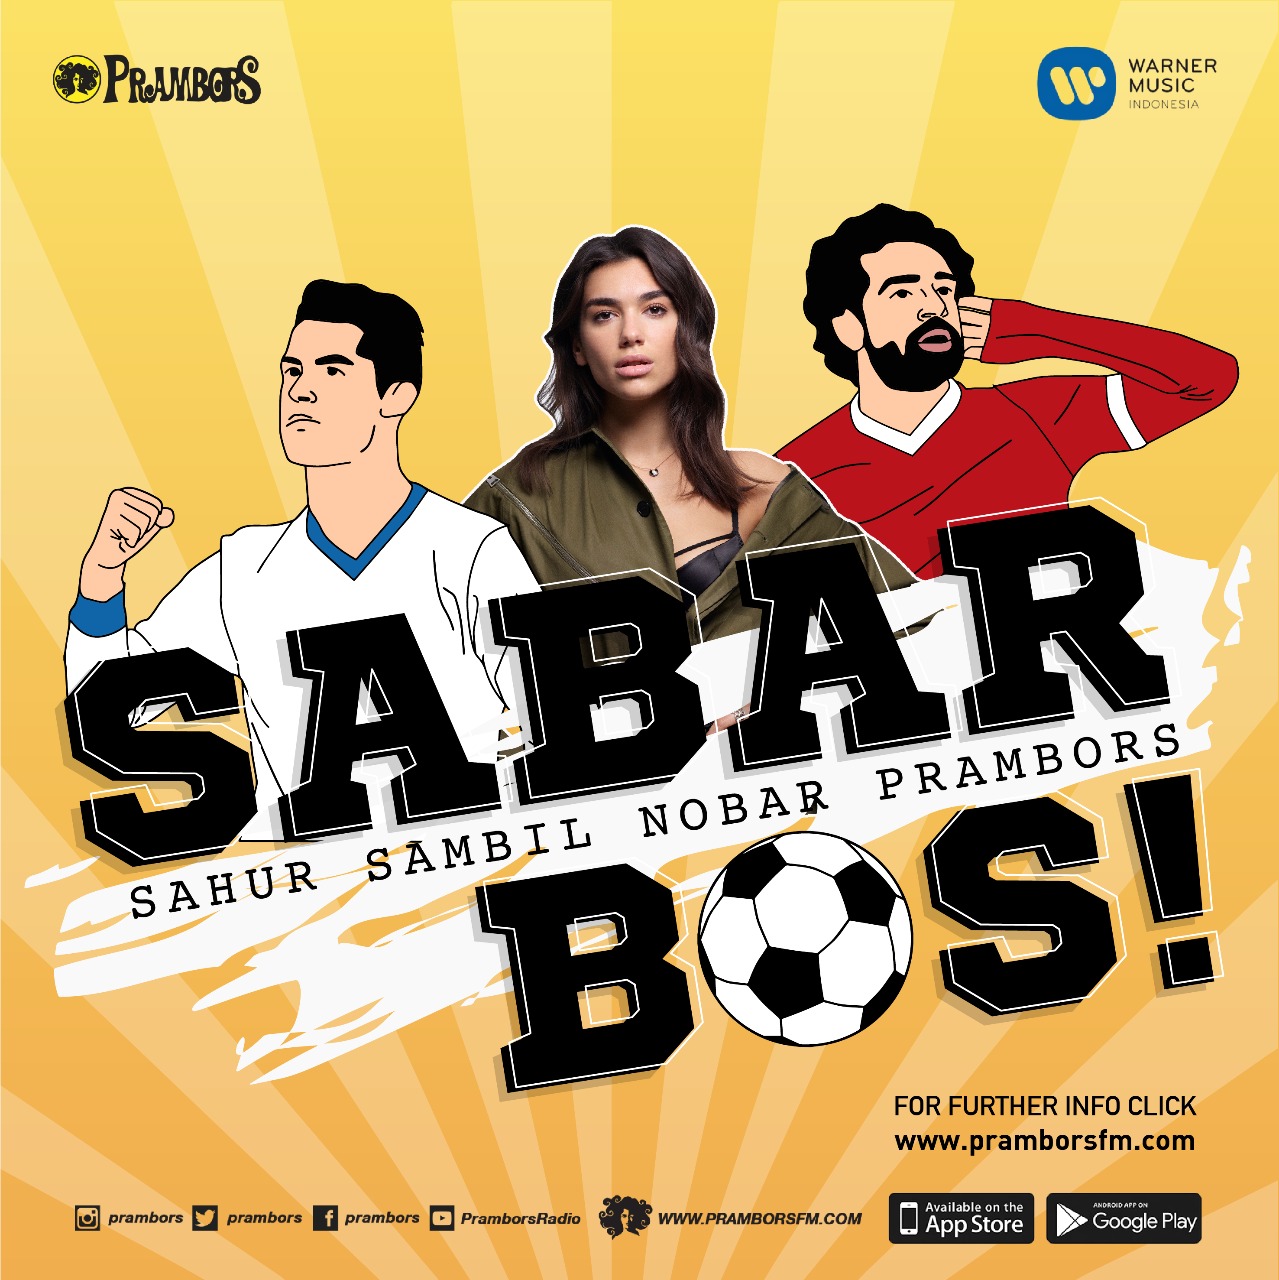 PRAMBORS
WARNER
MUSIC
INDONESIA
SABAR
SAHUR SAMBIL NOBAR PRAMBORS
BOS!
FOR FURTHER INFO CLICK
www.pramborsfm.com
prambors prambors prambors PramborsRadio WWW.PRAMBORSFM.COM
Available on the
App Store
ANDROID APP ON
Google Play